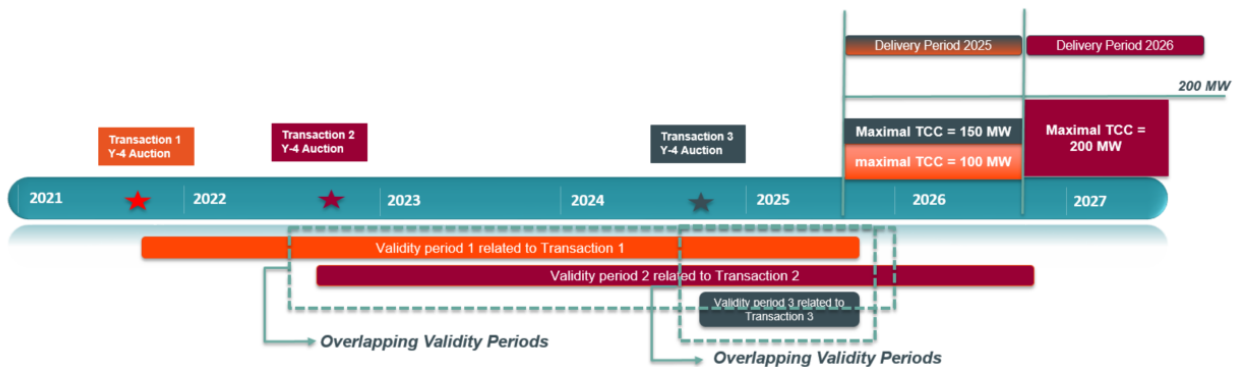 Delivery Period 2025
Delivery Period 2026
200 MW
Transaction 1
Y-4 Auction
Transaction 2
Y-4 Auction
Transaction 3
Y-4 Auction
Maximal TCC = 150 MW
maximal TCC = 100 MW
Maximal TCC =
200 MW
2021
2022
2023
2024
2025
2026
2027
Validity period 1 related to Transaction 1
Validity period 2 related to Transaction 2
Validity period 3 related to
Transaction 3
Overlapping Validity Periods
Overlapping Validity Periods